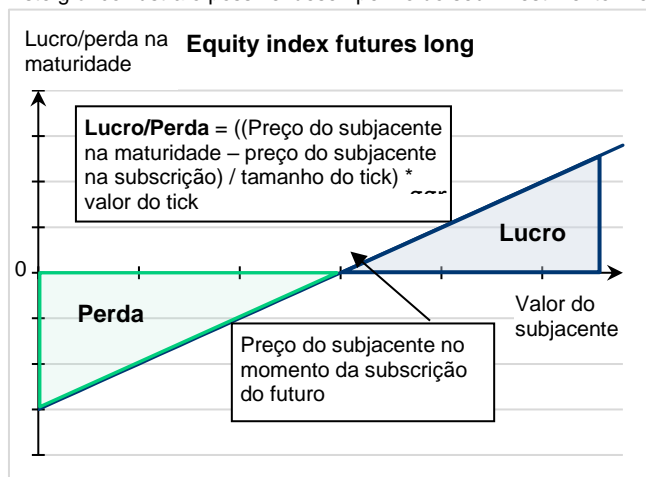 Lucro/perda na
maturidade
Equity index futures long
Lucro/Perda = ((Preço do subjacente
na maturidade – preço do subjacente
na subscrição) / tamanho do tick) *
valor do tick
Lucro
0
Perda
Valor do
subjacente
Preço do subjacente no
momento da subscrição
do futuro